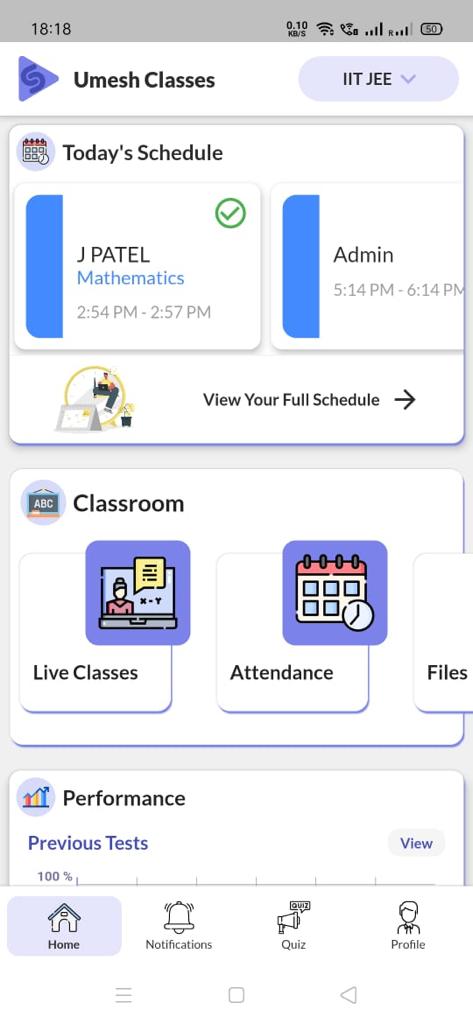 18:18
0.10
KB/S
R
50
Umesh Classes
IIT JEE
Today's Schedule
J PATEL
Mathematics
2:54 PM - 2:57 PM
Admin
5:14 PM - 6:14 PM
View Your Full Schedule
ABC
Classroom
X-Y
Live Classes
Attendance
Files
Performance
Previous Tests
View
100 %
QUIZ
Home
Notifications
Quiz
Profile